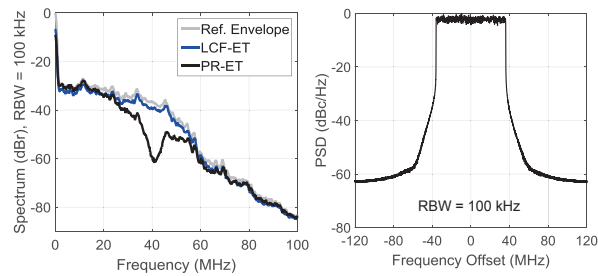 Spectrum (dBr), RBW = 100 kHz
0
-20
-40
-60
-80
Ref. Envelope
LCF-ET
PR-ET
0 20 40 60 80 100
Frequency (MHz)
PSD (dBc/Hz)
0
-20
-40
-60
-80
RBW = 100 kHz
-120 -80 -40 0 40 80 120
Frequency Offset (MHz)